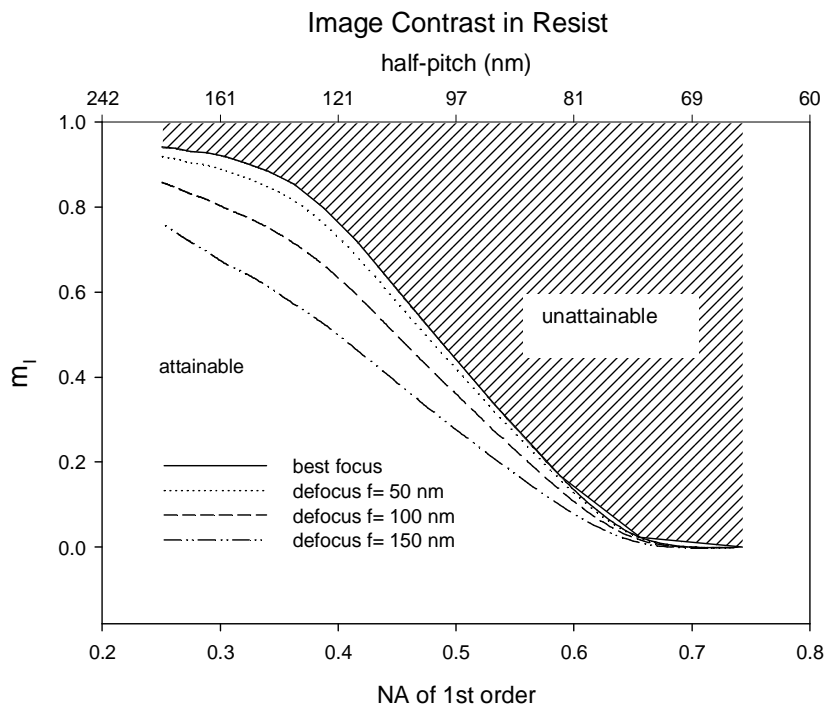 Image Contrast in Resist
half-pitch (nm)
242 161 121 97 81 69 60
1.0
0.8
0.6
0.4
0.2
0.0
m_I
unattainable
attainable
best focus
defocus f= 50 nm
defocus f= 100 nm
defocus f= 150 nm
0.2 0.3 0.4 0.5 0.6 0.7 0.8
NA of 1st order